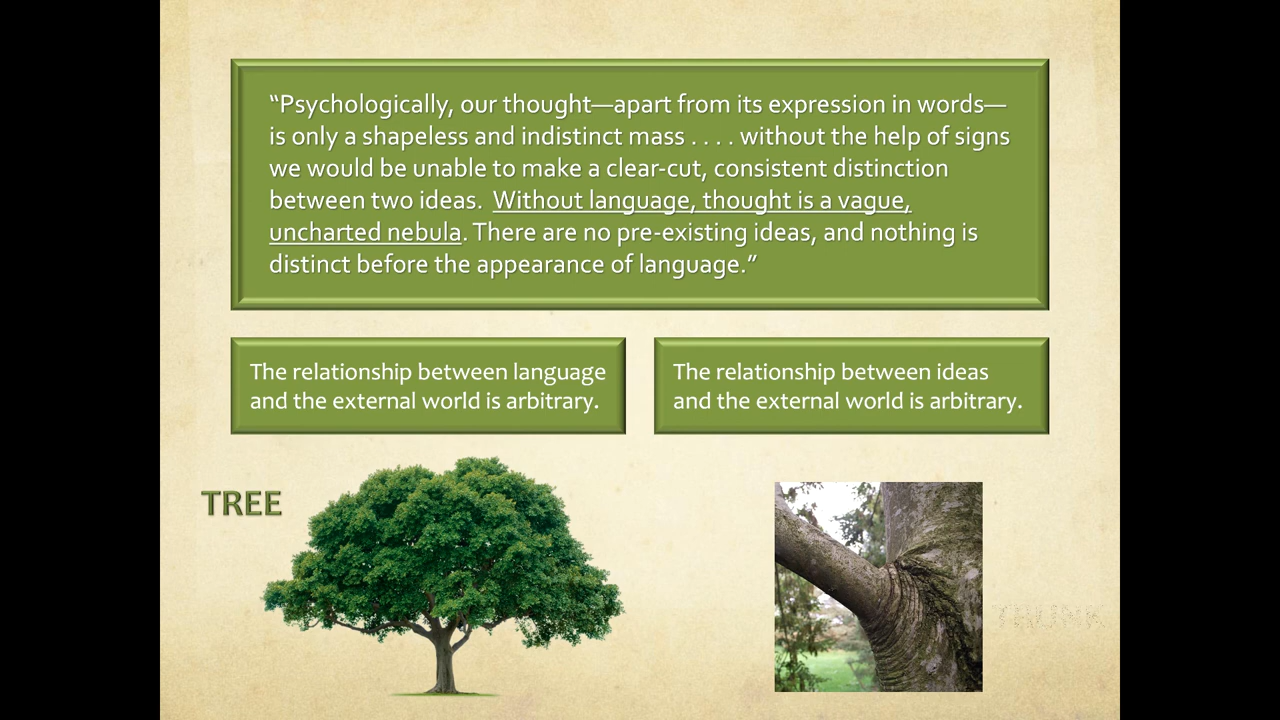 “Psychologically, our thought—apart from its expression in words—
is only a shapeless and indistinct mass . . . . without the help of signs
we would be unable to make a clear-cut, consistent distinction
between two ideas.  Without language, thought is a vague,
uncharted nebula. There are no pre-existing ideas, and nothing is
distinct before the appearance of language.”
The relationship between language
and the external world is arbitrary.
The relationship between ideas
and the external world is arbitrary.
TREE